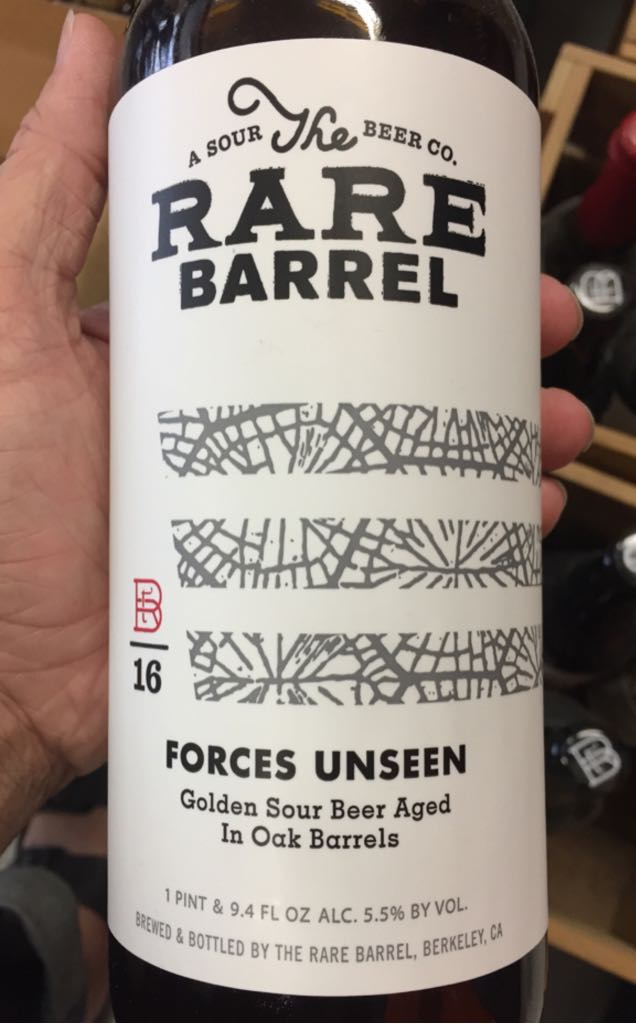 A SOUR The BEER CO.
RARE
BARREL
16
FORCES UNSEEN
Golden Sour Beer Aged
In Oak Barrels
1 PINT & 9.4 FL OZ ALC. 5.5% BY VOL.
BREWED & BOTTLED BY THE RARE BARREL, BERKELEY, CA